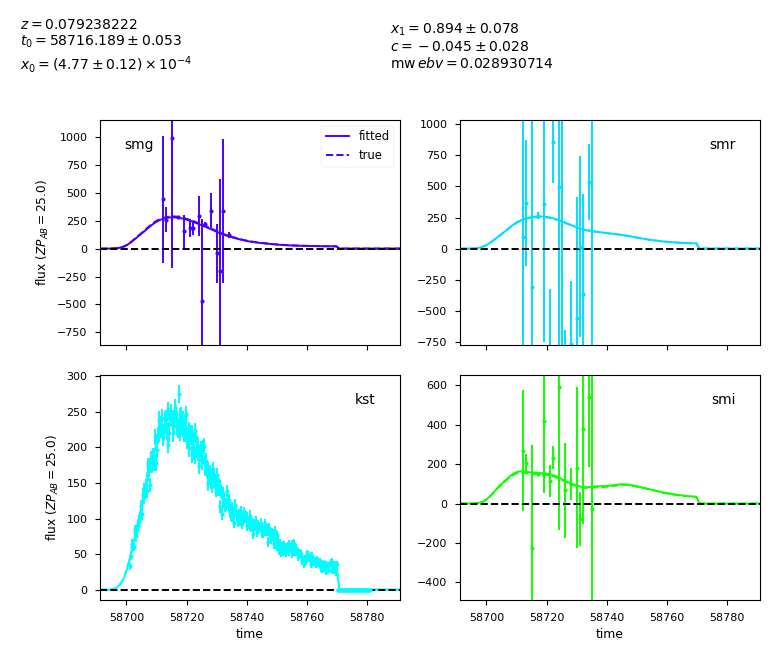 z = 0.079238222
t₀ = 58716.189 ± 0.053
x₀ = (4.77 ± 0.12) × 10⁻⁴
x₁ = 0.894 ± 0.078
c = −0.045 ± 0.028
mw ebv = 0.028930714
smg
fitted
true
1000
750
500
250
0
−250
−500
−750
flux (ZP_AB = 25.0)
smr
1000
750
500
250
0
−250
−500
−750
kst
300
250
200
150
100
50
0
flux (ZP_AB = 25.0)
58700 58720 58740 58760 58780
time
smi
600
400
200
0
−200
−400
58700 58720 58740 58760 58780
time